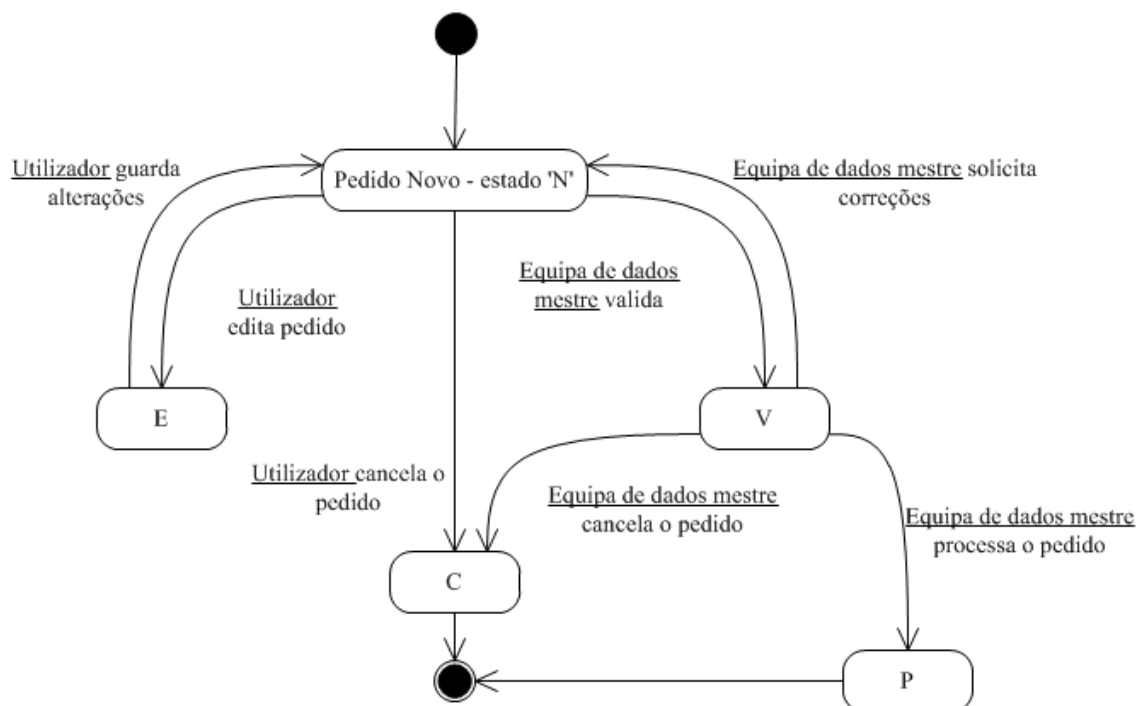 Utilizador guarda
alterações
Pedido Novo - estado 'N'
Equipa de dados mestre solicita
correções
Utilizador
edita pedido
Equipa de dados
mestre valida
E
V
Utilizador cancela o
pedido
Equipa de dados mestre
cancela o pedido
Equipa de dados mestre
processa o pedido
C
P